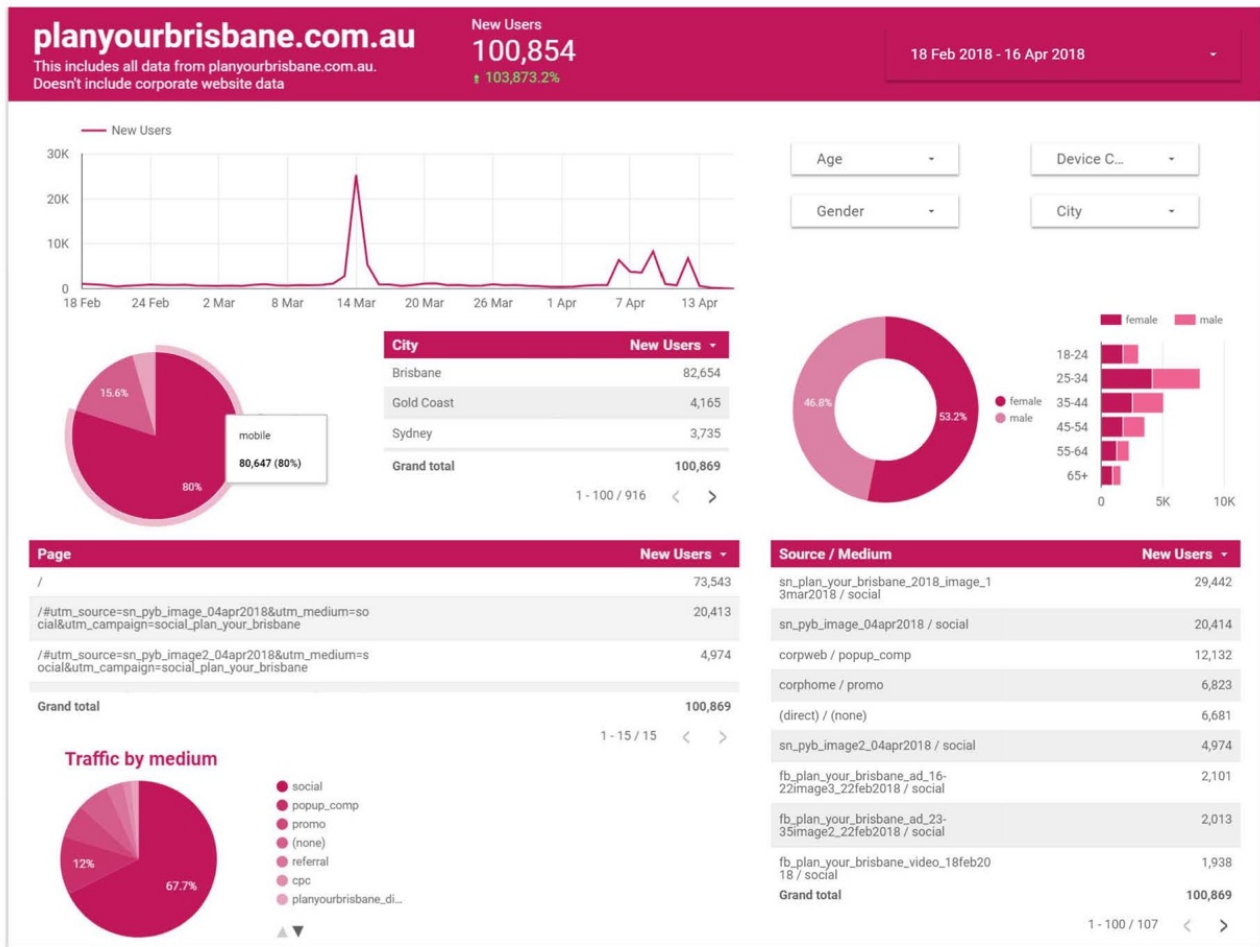 planyourbrisbane.com.au
This includes all data from planyourbrisbane.com.au.
Doesn't include corporate website data
New Users
100,854
103,873.2%
18 Feb 2018 - 16 Apr 2018
New Users
30K
20K
10K
0
18 Feb 24 Feb 2 Mar 8 Mar 14 Mar 20 Mar 26 Mar 1 Apr 7 Apr 13 Apr
Age
Device C...
Gender
City
15.6%
80%
mobile
80,647 (80%)
City New Users
Brisbane 82,654
Gold Coast 4,165
Sydney 3,735
Grand total 100,869
1 - 100 / 916
46.8%
53.2%
female
male
female male
18-24
25-34
35-44
45-54
55-64
65+
0 5K 10K
Page New Users
/ 73,543
/#utm_source=sn_pyb_image_04apr2018&utm_medium=so 20,413
cial&utm_campaign=social_plan_your_brisbane
/#utm_source=sn_pyb_image2_04apr2018&utm_medium=s 4,974
ocial&utm_campaign=social_plan_your_brisbane
Grand total 100,869
1 - 15 / 15
Source / Medium New Users
sn_plan_your_brisbane_2018_image_1 29,442
3mar2018 / social
sn_pyb_image_04apr2018 / social 20,414
corpweb / popup_comp 12,132
corphome / promo 6,823
(direct) / (none) 6,681
sn_pyb_image2_04apr2018 / social 4,974
fb_plan_your_brisbane_ad_16- 2,101
22image3_22feb2018 / social
fb_plan_your_brisbane_ad_23- 2,013
35image2_22feb2018 / social
fb_plan_your_brisbane_video_18feb20 1,938
18 / social
Grand total 100,869
1 - 100 / 107
Traffic by medium
12%
67.7%
social
popup_comp
promo
(none)
referral
cpc
planyourbrisbane_di...